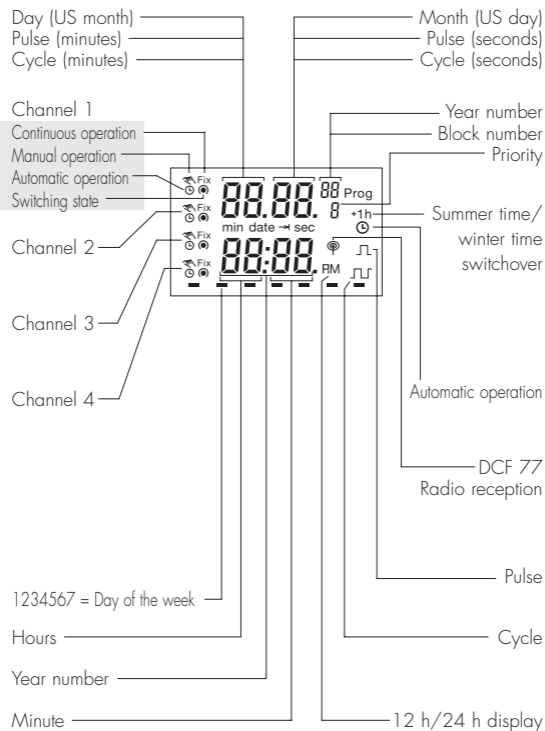 Day (US month)
Pulse (minutes)
Cycle (minutes)
Month (US day)
Pulse (seconds)
Cycle (seconds)
Channel 1
Continuous operation
Manual operation
Automatic operation
Switching state
Channel 2
Channel 3
Channel 4
Year number
Block number
Priority
Summer time/
winter time
switchover
Fix
Fix
Fix
Fix
88.88. 88 Prog
8
+1h
min date sec
88:88. PM
Automatic operation
DCF 77
Radio reception
Pulse
1234567 = Day of the week
Hours
Cycle
Year number
Minute
12 h/24 h display